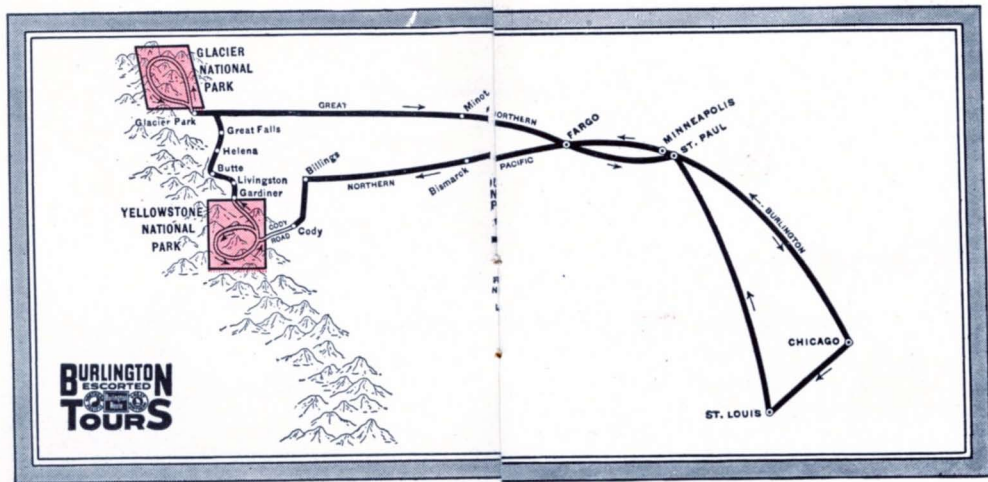 GLACIER
NATIONAL
PARK
Glacier Park
GREAT
Minot
NORTHERN
FARGO
MINNEAPOLIS
ST. PAUL
Great Falls
Helena
Butte
Livingston
Gardiner
Billings
NORTHERN
Bismarck
PACIFIC
YELLOWSTONE
NATIONAL
PARK
CODY
ROAD
Cody
BURLINGTON
CHICAGO
ST. LOUIS
BURLINGTON
ESCORTED
TOURS